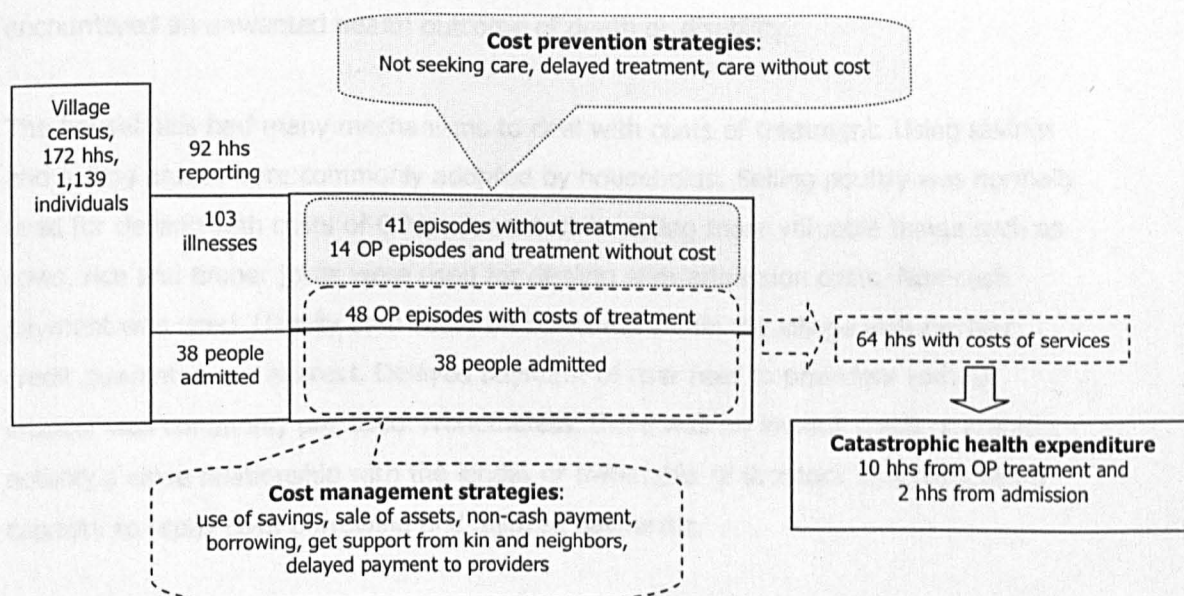 Cost prevention strategies:
Not seeking care, delayed treatment, care without cost
Village
census,
172 hhs,
1,139
individuals
92 hhs
reporting
103
illnesses
38 people
admitted
41 episodes without treatment
14 OP episodes and treatment without cost
48 OP episodes with costs of treatment
38 people admitted
64 hhs with costs of services
Catastrophic health expenditure
10 hhs from OP treatment and
2 hhs from admission
Cost management strategies:
use of savings, sale of assets, non-cash payment,
borrowing, get support from kin and neighbors,
delayed payment to providers